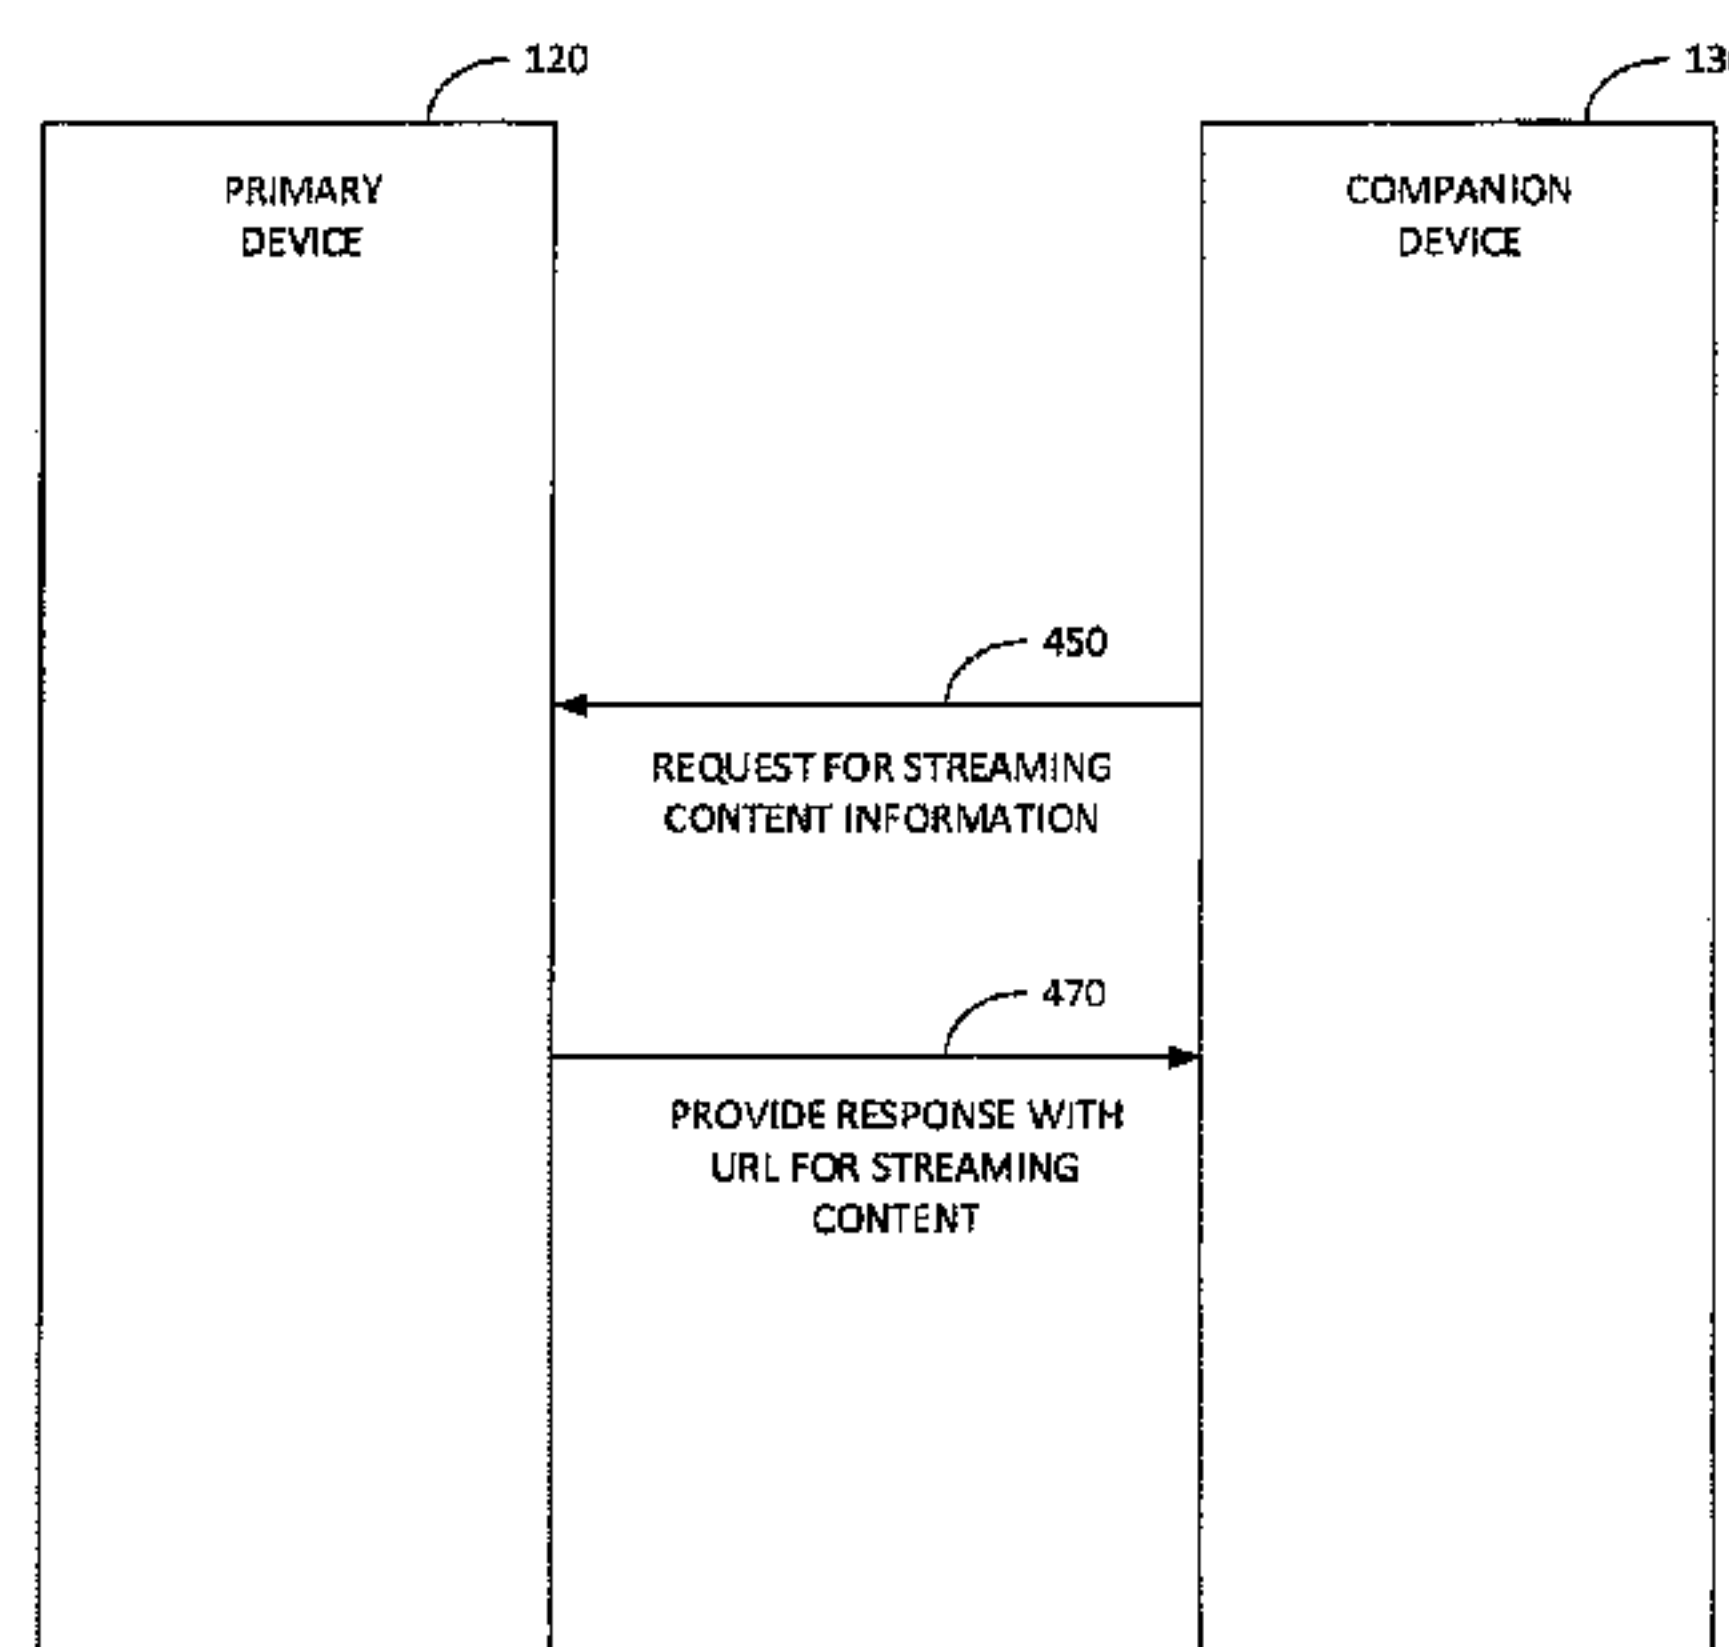 120
PRIMARY
DEVICE
COMPANION
DEVICE
450
REQUEST FOR STREAMING
CONTENT INFORMATION
470
PROVIDE RESPONSE WITH
URL FOR STREAMING
CONTENT